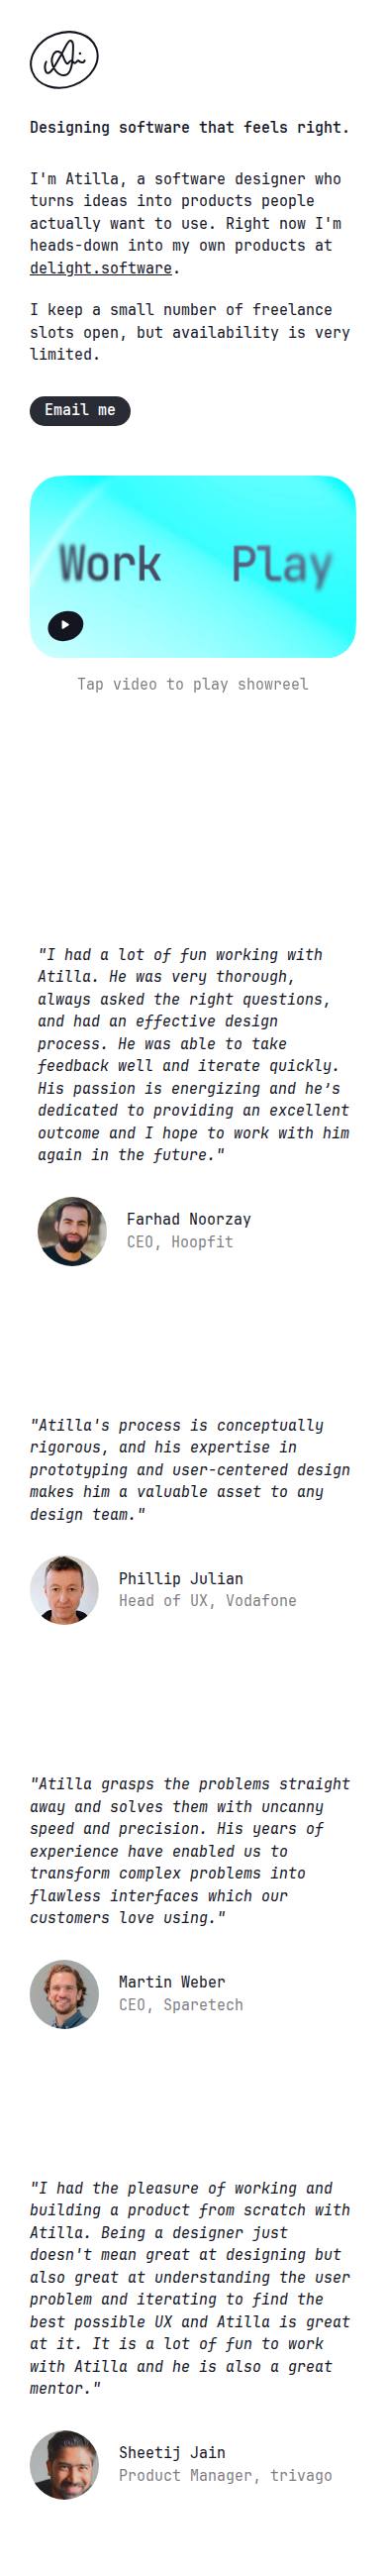 Designing software that feels right.
I'm Atilla, a software designer who
turns ideas into products people
actually want to use. Right now I'm
heads-down into my own products at
delight.software.
I keep a small number of freelance
slots open, but availability is very
limited.
Email me
Work Play
Tap video to play showreel
"I had a lot of fun working with
Atilla. He was very thorough,
always asked the right questions,
and had an effective design
process. He was able to take
feedback well and iterate quickly.
His passion is energizing and he’s
dedicated to providing an excellent
outcome and I hope to work with him
again in the future."
Farhad Noorzay
CEO, Hoopfit
"Atilla's process is conceptually
rigorous, and his expertise in
prototyping and user-centered design
makes him a valuable asset to any
design team."
Phillip Julian
Head of UX, Vodafone
"Atilla grasps the problems straight
away and solves them with uncanny
speed and precision. His years of
experience have enabled us to
transform complex problems into
flawless interfaces which our
customers love using."
Martin Weber
CEO, Sparetech
"I had the pleasure of working and
building a product from scratch with
Atilla. Being a designer just
doesn't mean great at designing but
also great at understanding the user
problem and iterating to find the
best possible UX and Atilla is great
at it. It is a lot of fun to work
with Atilla and he is also a great
mentor."
Sheetij Jain
Product Manager, trivago